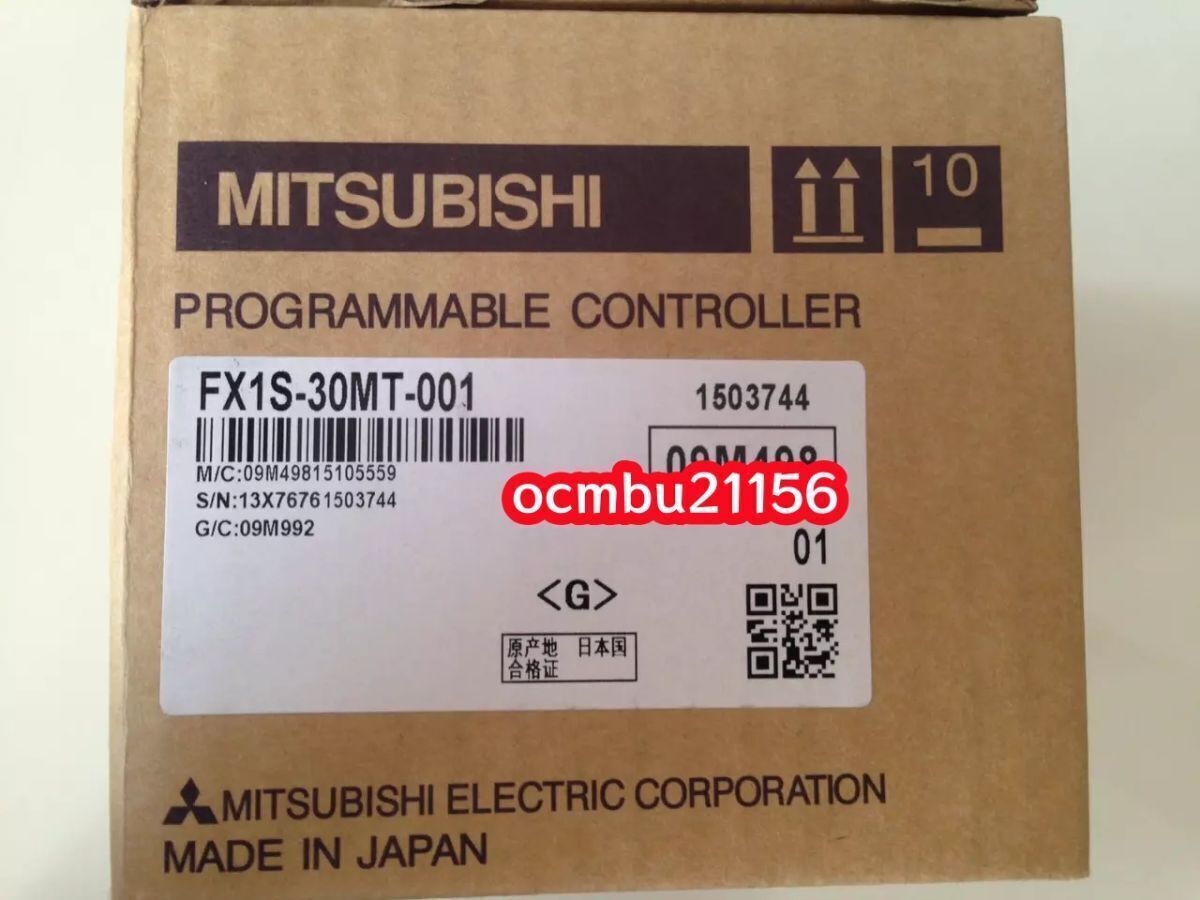 MITSUBISHI
10
PROGRAMMABLE CONTROLLER
FX1S-30MT-001
1503744
M/C:09M49815105559
09M498
S/N:13X76761503744
ocmbu21156
G/C:09M992
01
<G>
原产地 日本国
合格证
MITSUBISHI ELECTRIC CORPORATION
MADE IN JAPAN